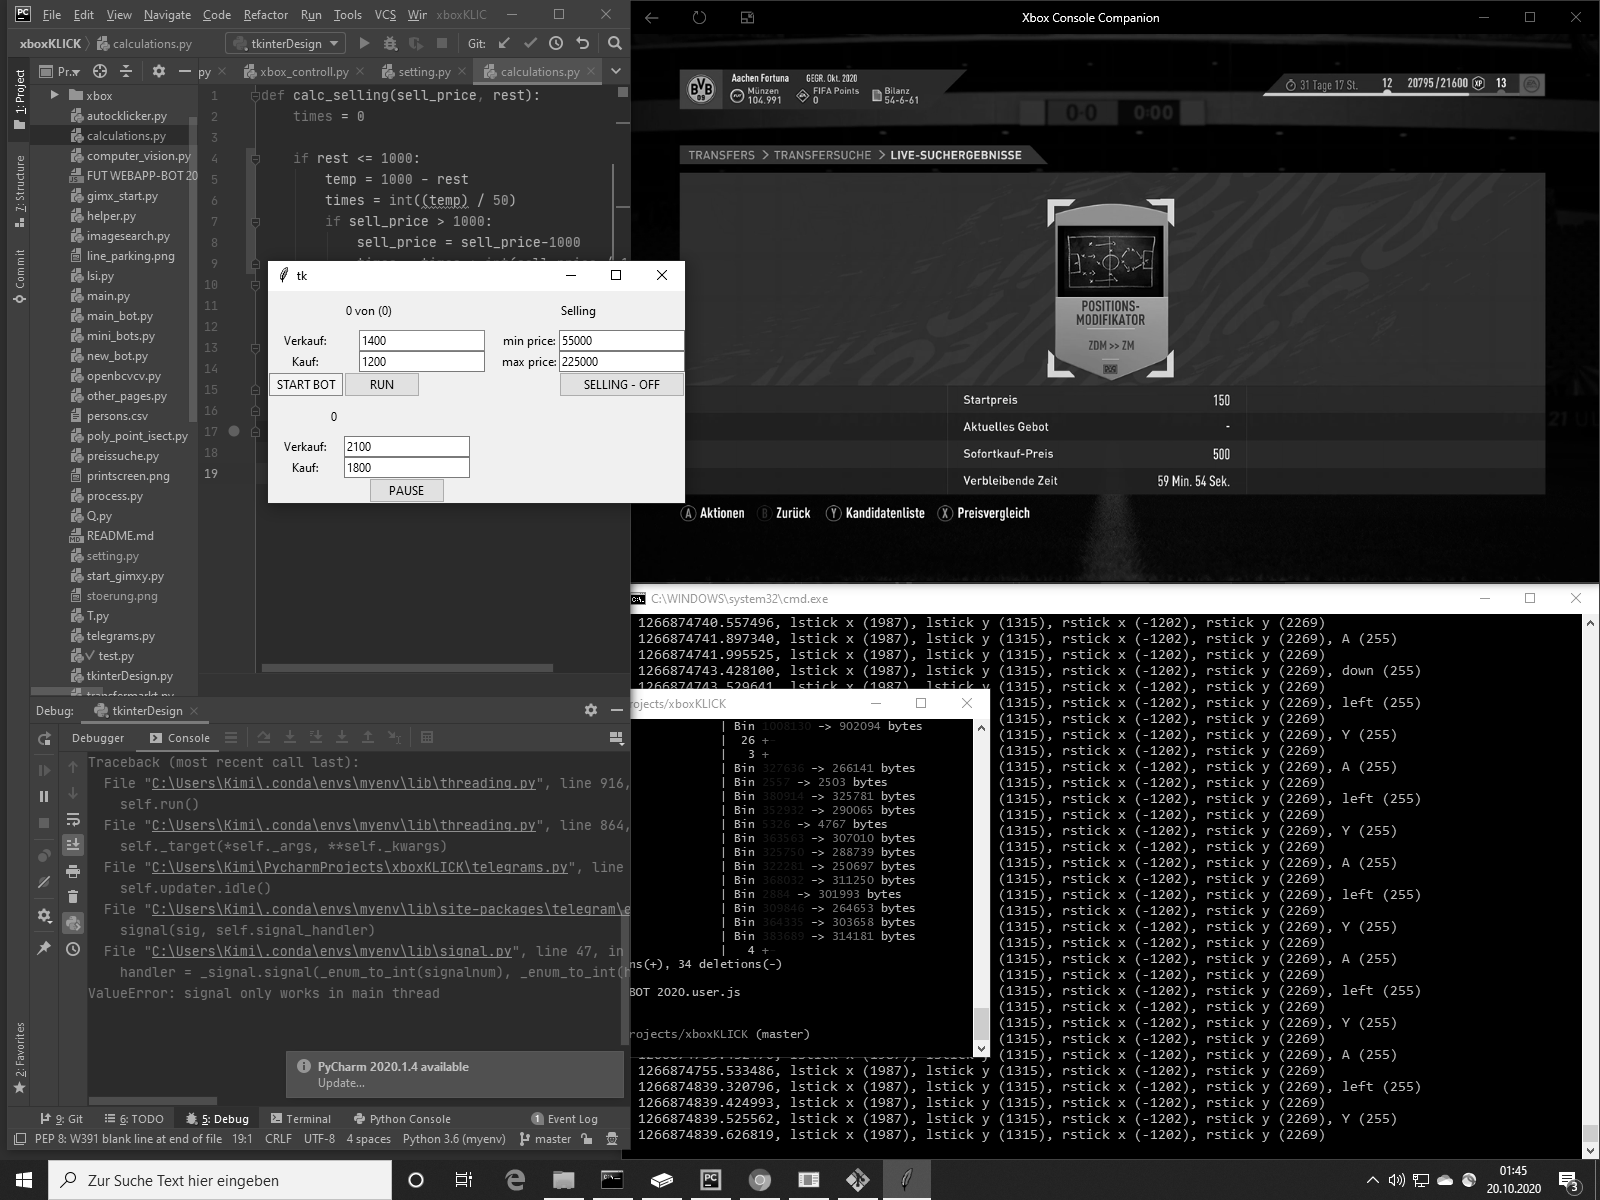 File Edit View Navigate Code Refactor Run Tools VCS Wir xboxKLIC
xboxKLICK calculations.py tkinterDesign Git:
Pr.. py xbox_controll.py setting.py calculations.py
1: Project
7: Structure
Commit
2: Favorites
xbox
autocklicker.py
calculations.py
computer_vision.py
FUT WEBAPP-BOT 20
gimx_start.py
helper.py
imagesearch.py
line_parking.png
lsi.py
main.py
main_bot.py
mini_bots.py
new_bot.py
openbcvcv.py
other_pages.py
persons.csv
poly_point_isect.py
preissuche.py
printscreen.png
process.py
Q.py
README.md
setting.py
start_gimxy.py
stoerung.png
T.py
telegrams.py
test.py
tkinterDesign.py
transfermarkt.py
1 def calc_selling(sell_price, rest):
2 times = 0
3
4 if rest <= 1000:
5 temp = 1000 - rest
6 times = int((temp) / 50)
7 if sell_price > 1000:
8 sell_price = sell_price-1000
9
10
11
12
13
14
15
16
17
18
19
tk
0 von (0) Selling
Verkauf: 1400 min price: 55000
Kauf: 1200 max price: 225000
START BOT RUN SELLING - OFF
0
Verkauf: 2100
Kauf: 1800
PAUSE
Debug: tkinterDesign
Debugger Console
Traceback (most recent call last):
File "C:\Users\Kimi\.conda\envs\myenv\lib\threading.py", line 916,
self.run()
File "C:\Users\Kimi\.conda\envs\myenv\lib\threading.py", line 864,
self._target(*self._args, **self._kwargs)
File "C:\Users\Kimi\PycharmProjects\xboxKLICK\telegrams.py", line
self.updater.idle()
File "C:\Users\Kimi\.conda\envs\myenv\lib\site-packages\telegram\e
signal(sig, self.signal_handler)
File "C:\Users\Kimi\.conda\envs\myenv\lib\signal.py", line 47, in
handler = _signal.signal(_enum_to_int(signalnum), _enum_to_int(h
ValueError: signal only works in main thread
PyCharm 2020.1.4 available
Update...
9: Git 6: TODO 5: Debug Terminal Python Console 1 Event Log
PEP 8: W391 blank line at end of file 19:1 CRLF UTF-8 4 spaces Python 3.6 (myenv) master
Xbox Console Companion
BVB 09
Aachen Fortuna GEGR. Okt. 2020
Münzen 104.991 FIFA Points 0 Bilanz 54-6-61
31 Tage 17 St. 12 20795/21600 XP 13
0-0 0:00
TRANSFERS > TRANSFERSUCHE > LIVE-SUCHERGEBNISSE
POSITIONS-
MODIFIKATOR
ZDM >> ZM
Startpreis 150
Aktuelles Gebot -
Sofortkauf-Preis 500
Verbleibende Zeit 59 Min. 54 Sek.
A Aktionen B Zurück Y Kandidatenliste X Preisvergleich
C:\WINDOWS\system32\cmd.exe
1266874740.557496, lstick x (1987), lstick y (1315), rstick x (-1202), rstick y (2269)
1266874741.897340, lstick x (1987), lstick y (1315), rstick x (-1202), rstick y (2269), A (255)
1266874741.995525, lstick x (1987), lstick y (1315), rstick x (-1202), rstick y (2269)
1266874743.428100, lstick x (1987), lstick y (1315), rstick x (-1202), rstick y (2269), down (255)
1266874743.529641, lstick x (1987), lstick y (1315), rstick x (-1202), rstick y (2269)
(1315), rstick x (-1202), rstick y (2269), left (255)
(1315), rstick x (-1202), rstick y (2269)
(1315), rstick x (-1202), rstick y (2269), Y (255)
(1315), rstick x (-1202), rstick y (2269)
(1315), rstick x (-1202), rstick y (2269), A (255)
(1315), rstick x (-1202), rstick y (2269)
(1315), rstick x (-1202), rstick y (2269), left (255)
(1315), rstick x (-1202), rstick y (2269)
(1315), rstick x (-1202), rstick y (2269), Y (255)
(1315), rstick x (-1202), rstick y (2269)
(1315), rstick x (-1202), rstick y (2269), A (255)
(1315), rstick x (-1202), rstick y (2269)
(1315), rstick x (-1202), rstick y (2269), left (255)
(1315), rstick x (-1202), rstick y (2269)
(1315), rstick x (-1202), rstick y (2269), Y (255)
(1315), rstick x (-1202), rstick y (2269)
(1315), rstick x (-1202), rstick y (2269), A (255)
(1315), rstick x (-1202), rstick y (2269)
(1315), rstick x (-1202), rstick y (2269), left (255)
(1315), rstick x (-1202), rstick y (2269)
(1315), rstick x (-1202), rstick y (2269), Y (255)
(1315), rstick x (-1202), rstick y (2269)
(1315), rstick x (-1202), rstick y (2269), A (255)
1266874755.533486, lstick x (1987), lstick y (1315), rstick x (-1202), rstick y (2269)
1266874839.320796, lstick x (1987), lstick y (1315), rstick x (-1202), rstick y (2269), left (255)
1266874839.424993, lstick x (1987), lstick y (1315), rstick x (-1202), rstick y (2269)
1266874839.525562, lstick x (1987), lstick y (1315), rstick x (-1202), rstick y (2269), Y (255)
1266874839.626819, lstick x (1987), lstick y (1315), rstick x (-1202), rstick y (2269)
rojects/xboxKLICK
| Bin 1008130 -> 902094 bytes
| 26 +-
| 3 +
| Bin 327636 -> 266141 bytes
| Bin 2557 -> 2503 bytes
| Bin 380914 -> 325781 bytes
| Bin 352932 -> 290065 bytes
| Bin 5326 -> 4767 bytes
| Bin 363563 -> 307010 bytes
| Bin 325750 -> 288739 bytes
| Bin 322281 -> 250697 bytes
| Bin 368032 -> 311250 bytes
| Bin 2884 -> 301993 bytes
| Bin 309846 -> 264653 bytes
| Bin 364335 -> 303658 bytes
| Bin 383689 -> 314181 bytes
| 4 +-
ns(+), 34 deletions(-)
BOT 2020.user.js
rojects/xboxKLICK (master)
Zur Suche Text hier eingeben
01:45
20.10.2020
3